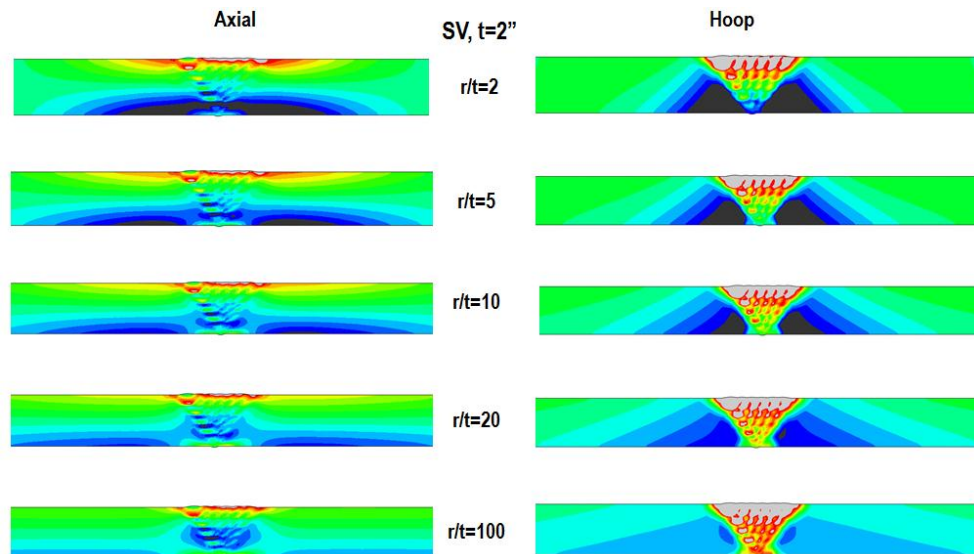 Axial
SV, t=2”
Hoop
r/t=2
r/t=5
r/t=10
r/t=20
r/t=100